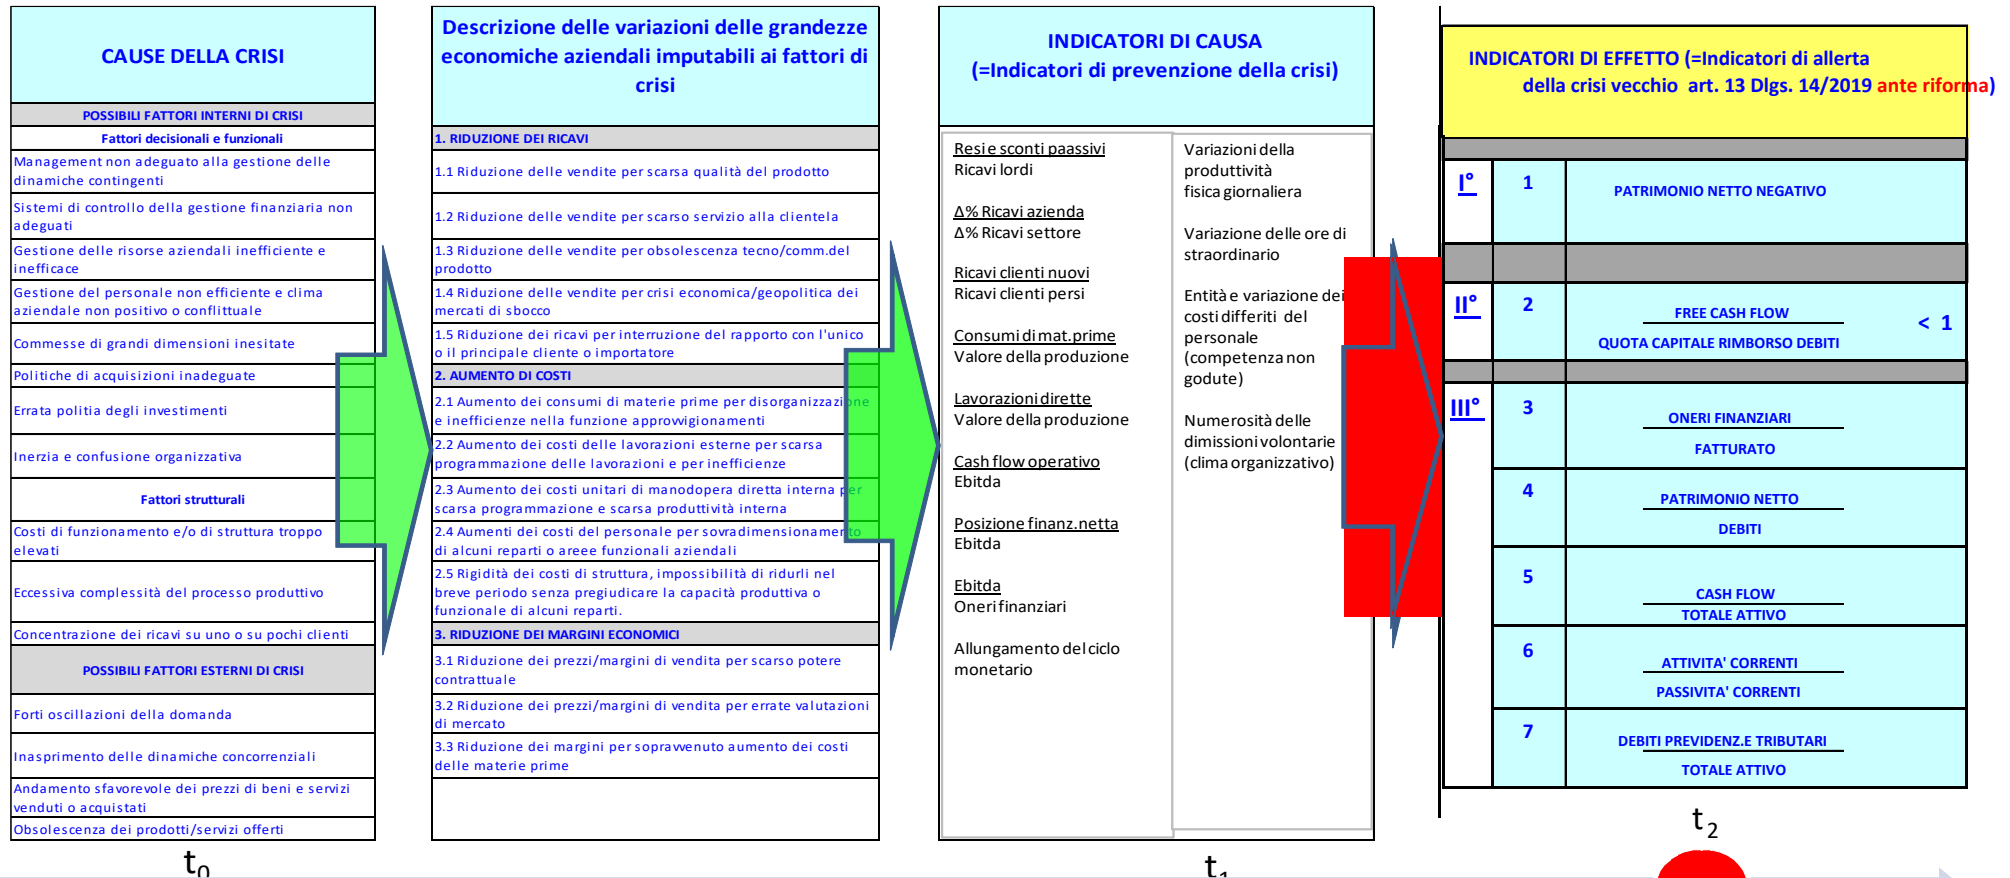 CAUSE DELLA CRISI
POSSIBILI FATTORI INTERNI DI CRISI
Fattori decisionali e funzionali
Management non adeguato alla gestione delle
dinamiche contingenti
Sistemi di controllo della gestione finanziaria non
adeguati
Gestione delle risorse aziendali inefficiente e
inefficace
Gestione del personale non efficiente e clima
aziendale non positivo o conflittuale
Commesse di grandi dimensioni inesitate
Politiche di acquisizioni inadeguate
Errata politia degli investimenti
Inerzia e confusione organizzativa
Fattori strutturali
Costi di funzionamento e/o di struttura troppo
elevati
Eccessiva complessità del processo produttivo
Concentrazione dei ricavi su uno o su pochi clienti
POSSIBILI FATTORI ESTERNI DI CRISI
Forti oscillazioni della domanda
Inasprimento delle dinamiche concorrenziali
Andamento sfavorevole dei prezzi di beni e servizi
venduti o acquistati
Obsolescenza dei prodotti/servizi offerti
t0
Descrizione delle variazioni delle grandezze
economiche aziendali imputabili ai fattori di
crisi
1. RIDUZIONE DEI RICAVI
1.1 Riduzione delle vendite per scarsa qualità del prodotto
1.2 Riduzione delle vendite per scarso servizio alla clientela
1.3 Riduzione delle vendite per obsolescenza tecno/comm.del
prodotto
1.4 Riduzione delle vendite per crisi economica/geopolitica dei
mercati di sbocco
1.5 Riduzione dei ricavi per interruzione del rapporto con l'unico
o il principale cliente o importatore
2. AUMENTO DI COSTI
2.1 Aumento dei consumi di materie prime per disorganizzazione
e inefficienze nella funzione approvvigionamenti
2.2 Aumento dei costi delle lavorazioni esterne per scarsa
programmazione delle lavorazioni e per inefficienze
2.3 Aumento dei costi unitari di manodopera diretta interna per
scarsa programmazione e scarsa produttività interna
2.4 Aumenti dei costi del personale per sovradimensionamento
di alcuni reparti o areee funzionali aziendali
2.5 Rigidità dei costi di struttura, impossibilità di ridurli nel
breve periodo senza pregiudicare la capacità produttiva o
funzionale di alcuni reparti.
3. RIDUZIONE DEI MARGINI ECONOMICI
3.1 Riduzione dei prezzi/margini di vendita per scarso potere
contrattuale
3.2 Riduzione dei prezzi/margini di vendita per errate valutazioni
di mercato
3.3 Riduzione dei margini per sopravvenuto aumento dei costi
delle materie prime
INDICATORI DI CAUSA
(=Indicatori di prevenzione della crisi)
Resi e sconti paassivi
Ricavi lordi
Δ% Ricavi azienda
Δ% Ricavi settore
Ricavi clienti nuovi
Ricavi clienti persi
Consumi di mat.prime
Valore della produzione
Lavorazioni dirette
Valore della produzione
Cash flow operativo
Ebitda
Posizione finanz.netta
Ebitda
Ebitda
Oneri finanziari
Allungamento del ciclo
monetario
Variazioni della
produttività
fisica giornaliera
Variazione delle ore di
straordinario
Entità e variazione dei
costi differiti del
personale
(competenza non
godute)
Numerosità delle
dimissioni volontarie
(clima organizzativo)
t1
INDICATORI DI EFFETTO (=Indicatori di allerta
della crisi vecchio art. 13 Dlgs. 14/2019 ante riforma)
I° 1 PATRIMONIO NETTO NEGATIVO
II° 2 FREE CASH FLOW
< 1
QUOTA CAPITALE RIMBORSO DEBITI
III° 3 ONERI FINANZIARI
FATTURATO
4 PATRIMONIO NETTO
DEBITI
5 CASH FLOW
TOTALE ATTIVO
6 ATTIVITA' CORRENTI
PASSIVITA' CORRENTI
7 DEBITI PREVIDENZ.E TRIBUTARI
TOTALE ATTIVO
t2